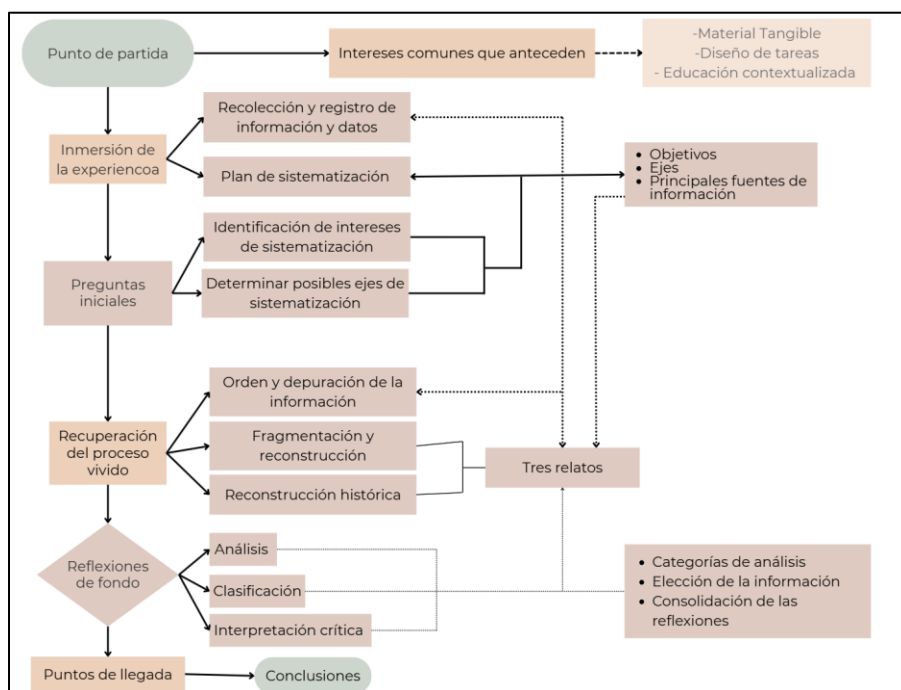 Punto de partida
Intereses comunes que anteceden
-Material Tangible
-Diseño de tareas
- Educación contextualizada
Recolección y registro de
información y datos
Inmersión de
la experiencoa
Plan de sistematización
• Objetivos
• Ejes
• Principales fuentes de
información
Identificación de intereses
de sistematización
Preguntas
iniciales
Determinar posibles ejes de
sistematización
Orden y depuración de la
información
Recuperación
del proceso
vivido
Fragmentación y
reconstrucción
Tres relatos
Reconstrucción histórica
Reflexiones
de fondo
Análisis
Clasificación
Interpretación crítica
• Categorías de análisis
• Elección de la información
• Consolidación de las
reflexiones
Puntos de llegada
Conclusiones